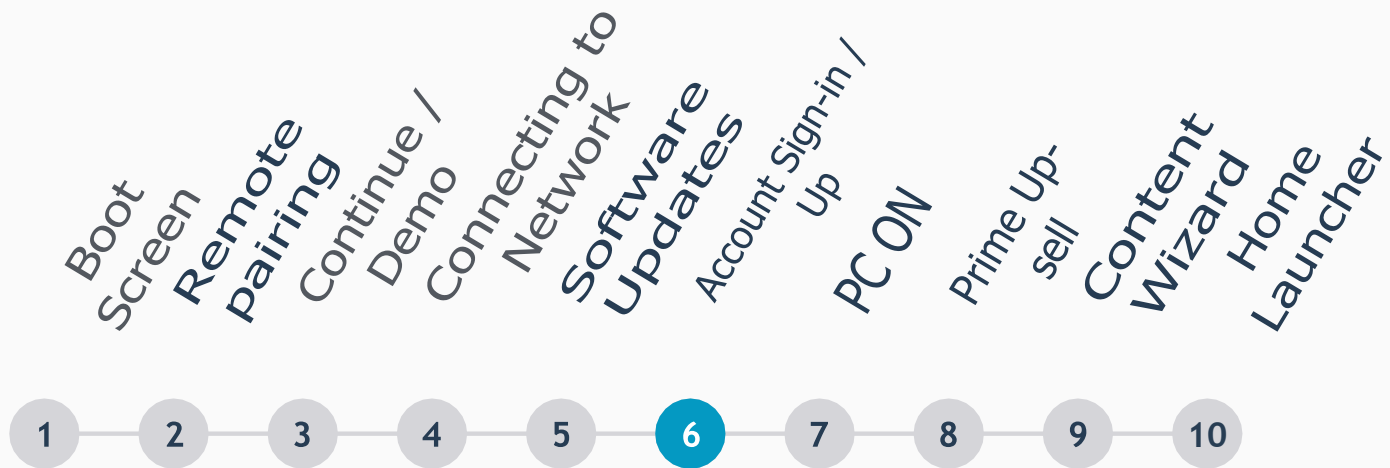 Boot
Screen
Remote
pairing
Continue /
Demo
Connecting to
Network
Software
Updates
Account Sign-in /
Up
PC ON
Prime Up-
sell
Content
Wizard
Home
Launcher
1 2 3 4 5 6 7 8 9 10